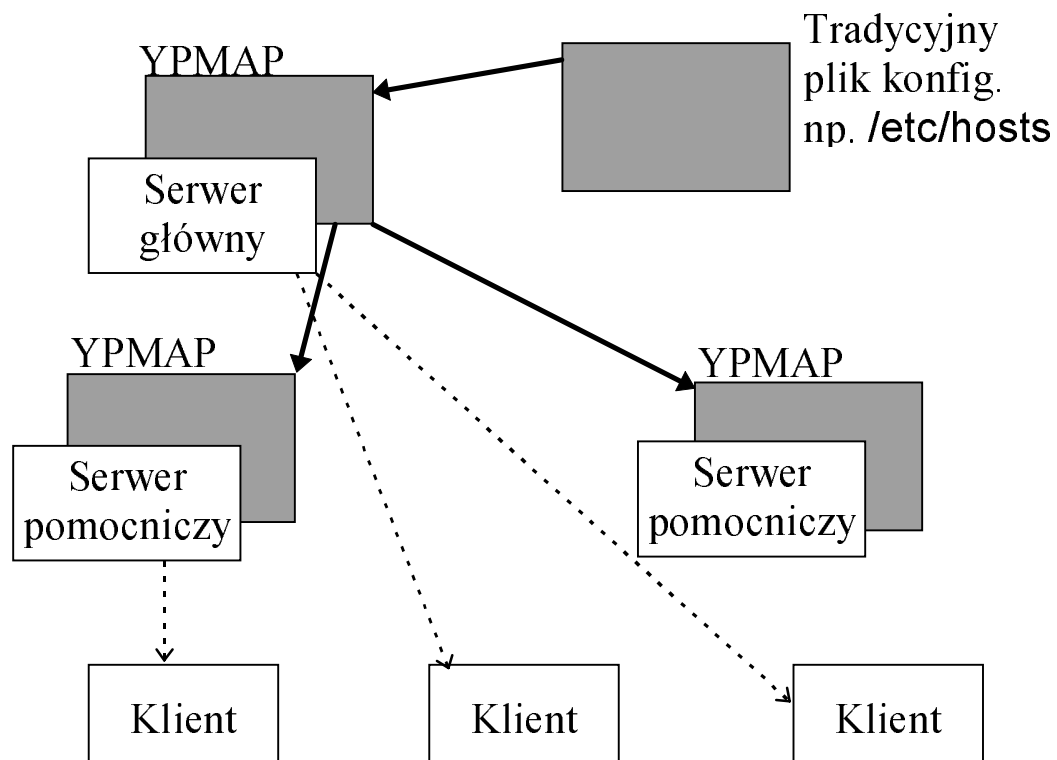 YPMAP
Tradycyjny
plik konfig.
np. /etc/hosts
Serwer
główny
YPMAP
Serwer
pomocniczy
YPMAP
Serwer
pomocniczy
Klient
Klient
Klient